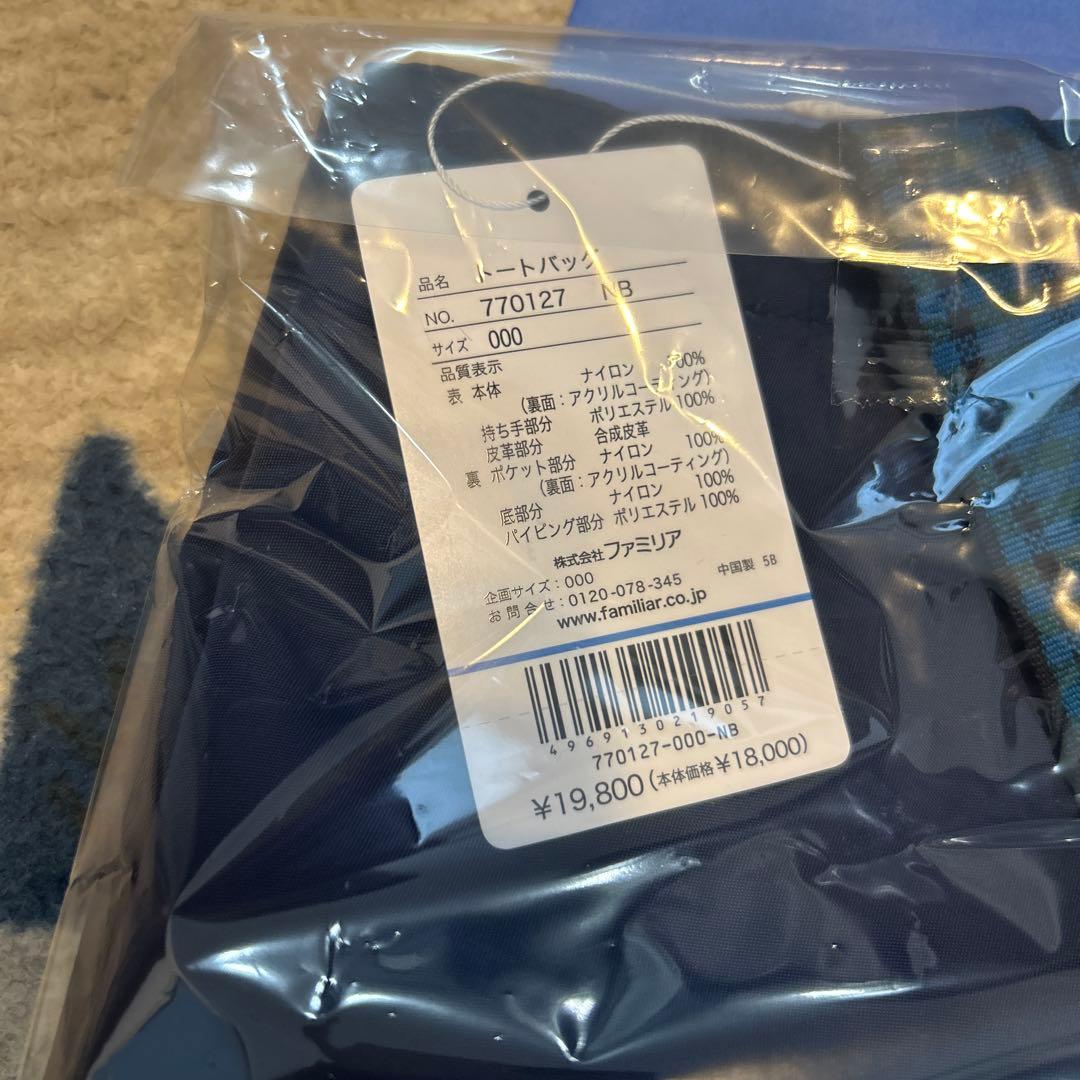 品名 トートバッグ
NO. 770127 NB
サイズ 000
品質表示
表 本体 ナイロン 100%
(裏面:アクリルコーティング)
持ち手部分 ポリエステル 100%
皮革部分 合成皮革
裏 ポケット部分 ナイロン 100%
(裏面:アクリルコーティング)
底部分 ナイロン 100%
パイピング部分 ポリエステル 100%
株式会社 ファミリア
企画サイズ:000 中国製 5B
お問合せ:0120-078-345
www.familiar.co.jp
4969130219057
770127-000-NB
¥19,800(本体価格¥18,000)